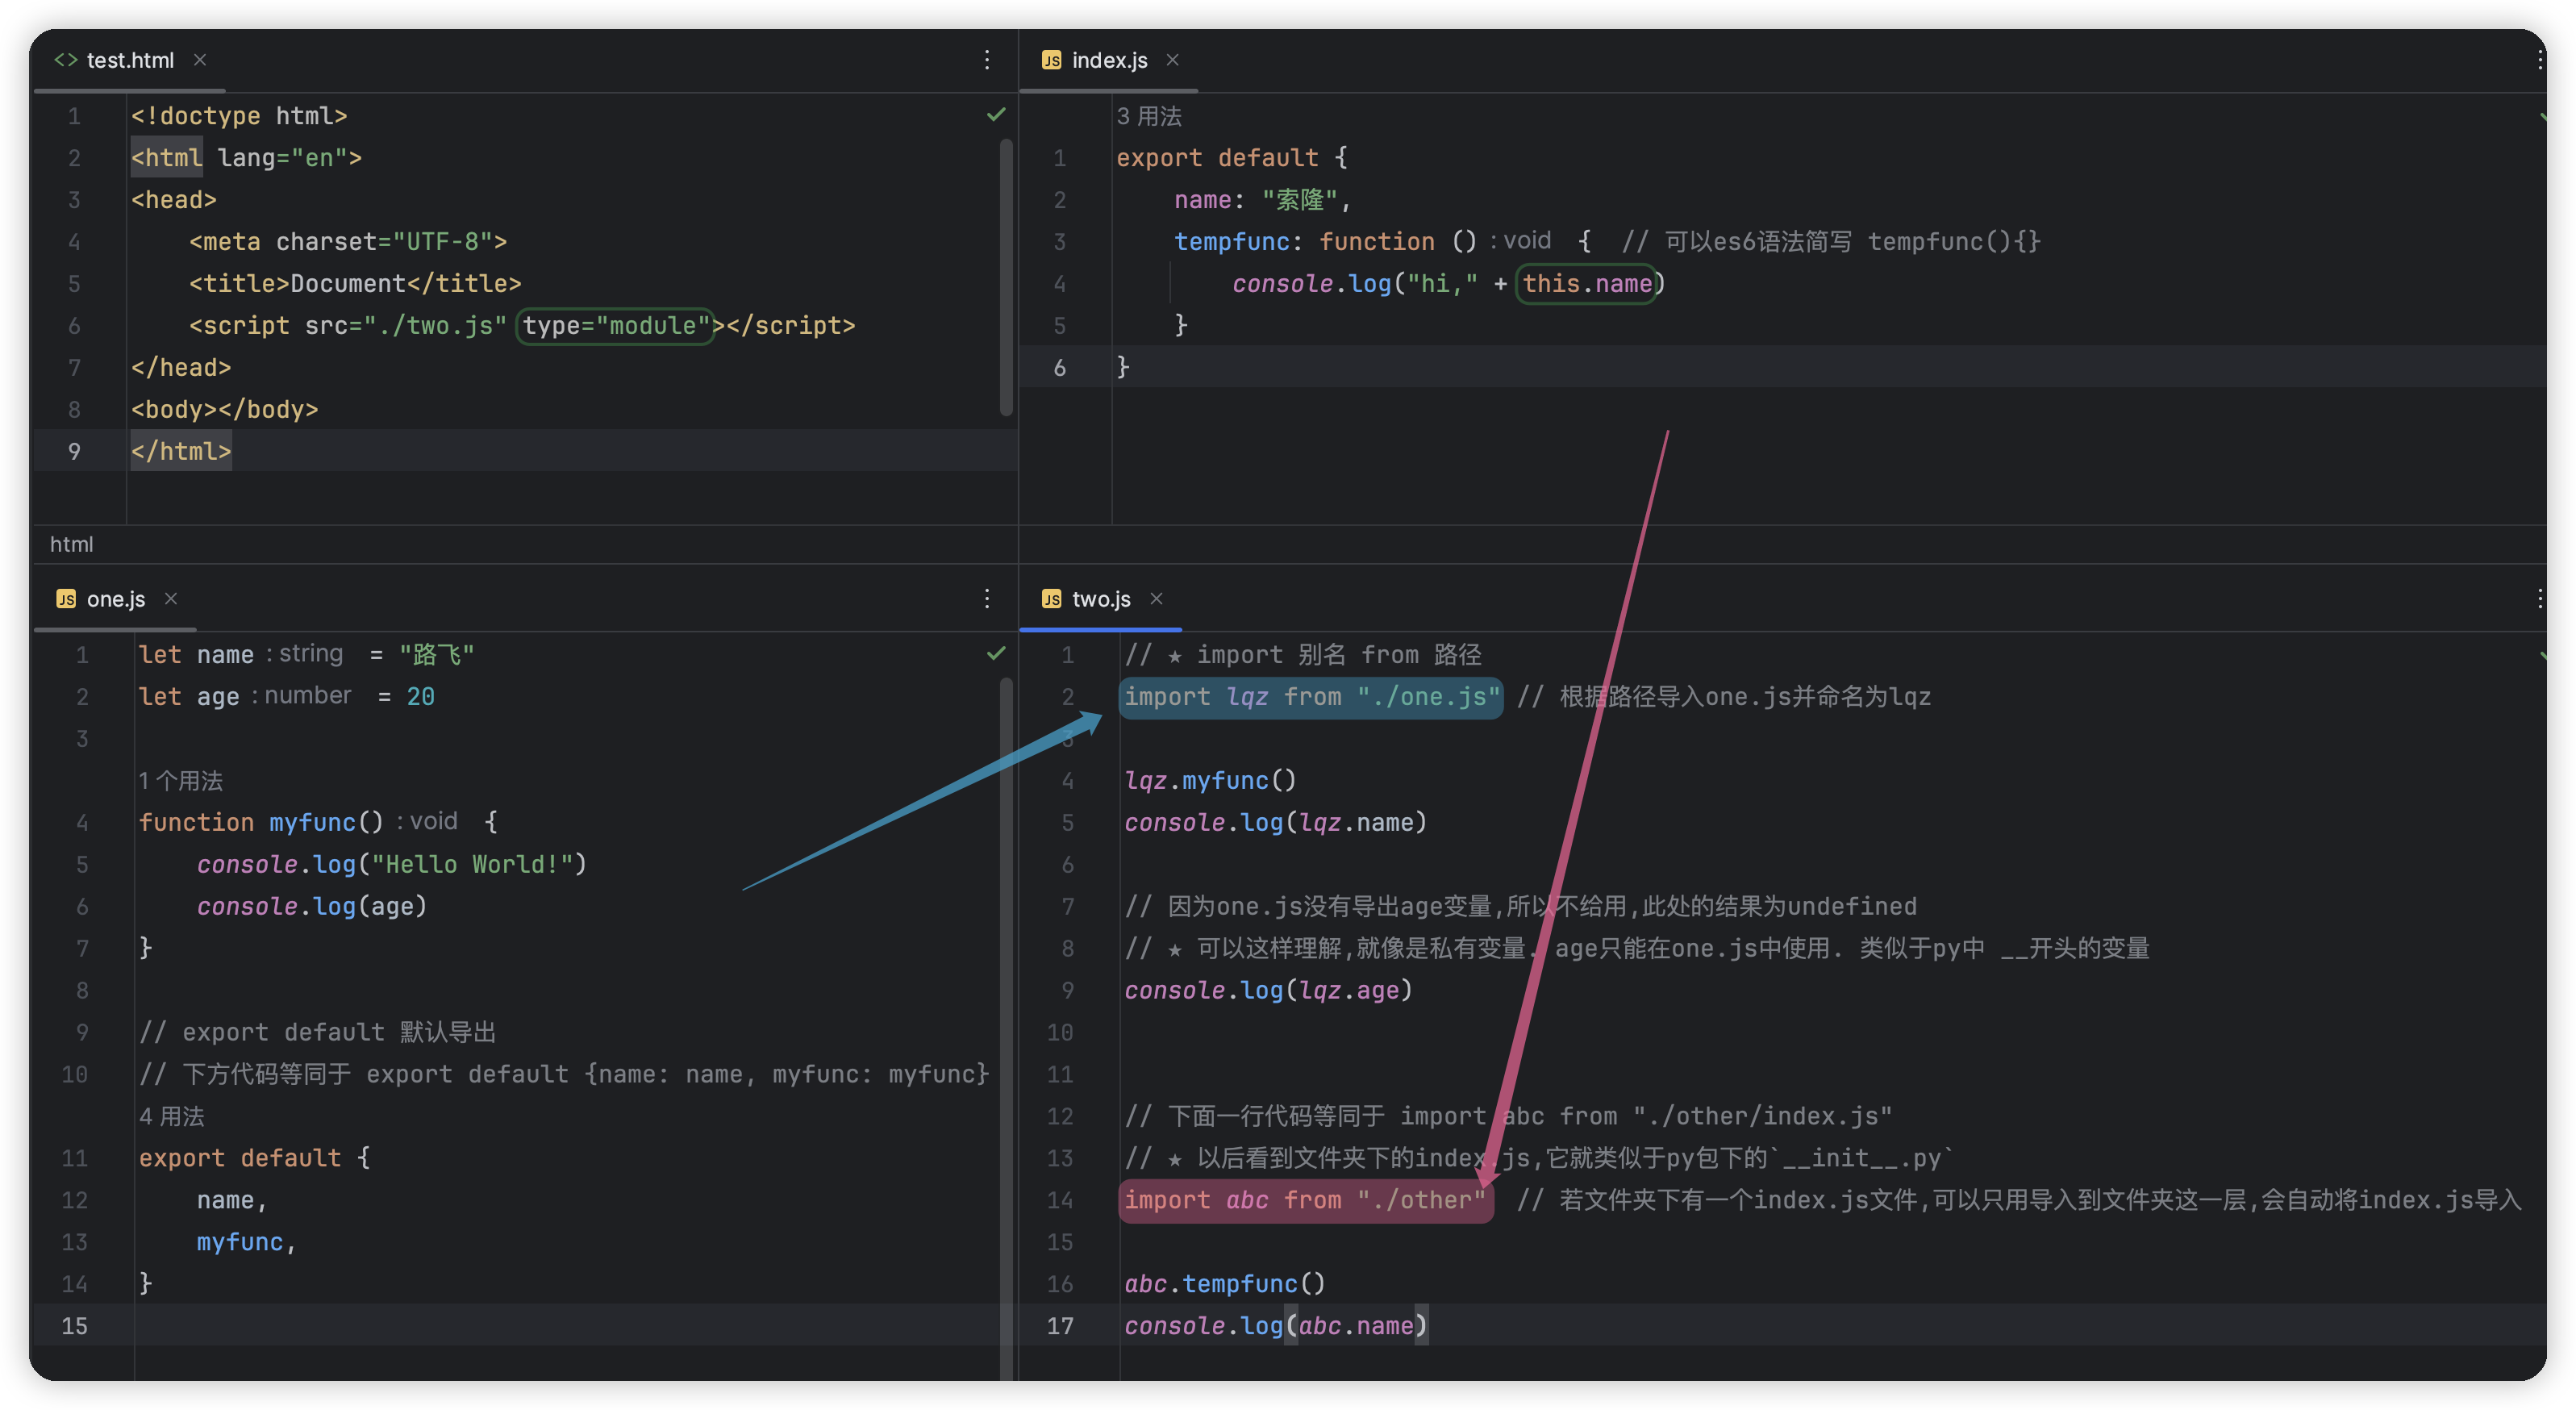 test.html
1 <!doctype html>
2 <html lang="en">
3 <head>
4 <meta charset="UTF-8">
5 <title>Document</title>
6 <script src="./two.js" type="module"></script>
7 </head>
8 <body></body>
9 </html>
html
index.js
3 用法
1 export default {
2 name: "索隆",
3 tempfunc: function () : void { // 可以es6语法简写 tempfunc(){}
4 console.log("hi," + this.name)
5 }
6 }
one.js
1 let name : string = "路飞"
2 let age : number = 20
3
1 个用法
4 function myfunc() : void {
5 console.log("Hello World!")
6 console.log(age)
7 }
8
9 // export default 默认导出
10 // 下方代码等同于 export default {name: name, myfunc: myfunc}
4 用法
11 export default {
12 name,
13 myfunc,
14 }
15
two.js
1 // ★ import 别名 from 路径
2 import lqz from "./one.js" // 根据路径导入one.js并命名为lqz
3
4 lqz.myfunc()
5 console.log(lqz.name)
6
7 // 因为one.js没有导出age变量,所以不给用,此处的结果为undefined
8 // ★ 可以这样理解,就像是私有变量. age只能在one.js中使用. 类似于py中 __开头的变量
9 console.log(lqz.age)
10
11
12 // 下面一行代码等同于 import abc from "./other/index.js"
13 // ★ 以后看到文件夹下的index.js,它就类似于py包下的`__init__.py`
14 import abc from "./other" // 若文件夹下有一个index.js文件,可以只用导入到文件夹这一层,会自动将index.js导入
15
16 abc.tempfunc()
17 console.log(abc.name)